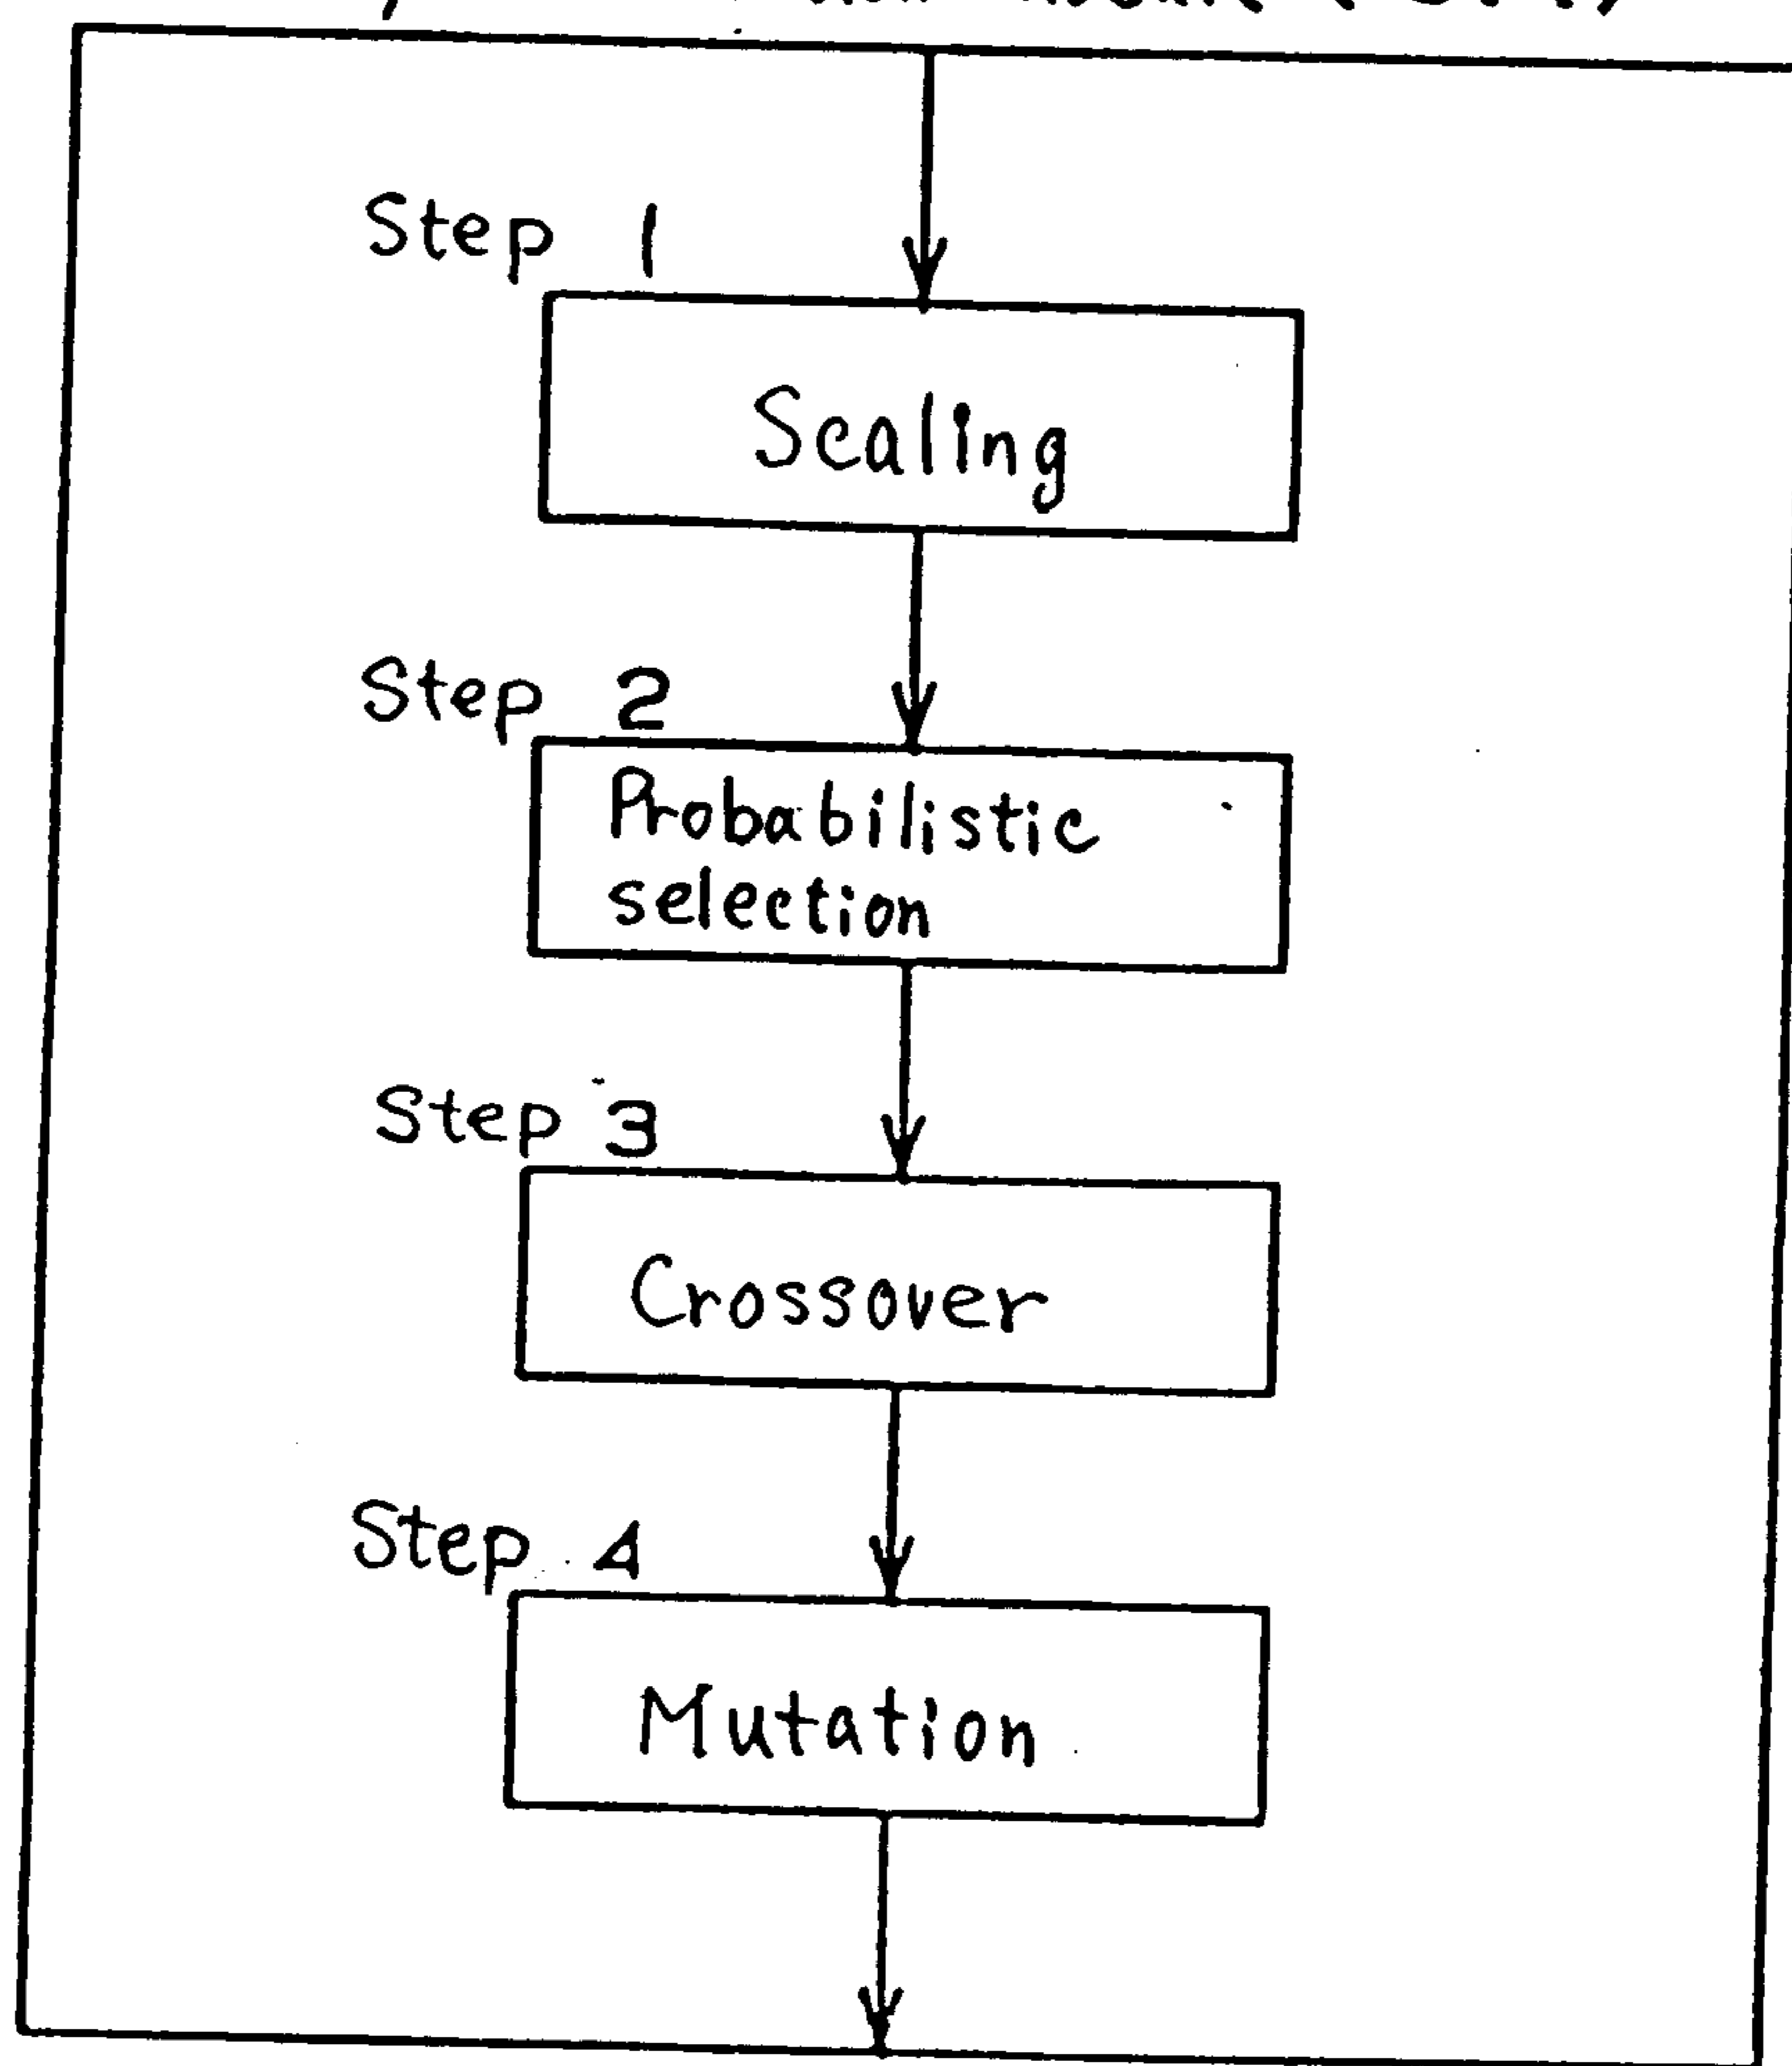 Step 1
Scaling
Step 2
Probabilistic
selection
Step 3
Crossover
Step 4
Mutation